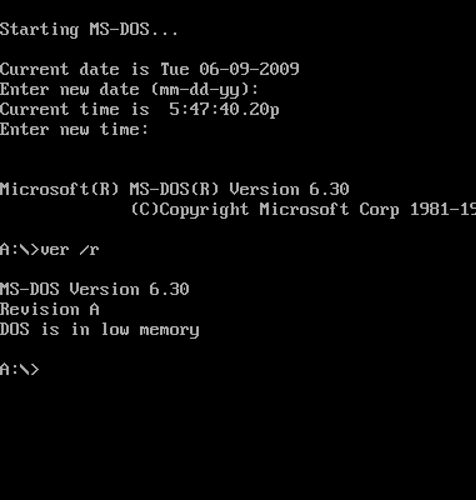 Starting MS-DOS...
Current date is Tue 06-09-2009
Enter new date (mm-dd-yy):
Current time is  5:47:40.20p
Enter new time:
Microsoft(R) MS-DOS(R) Version 6.30
(C)Copyright Microsoft Corp 1981-19
A:\>ver /r
MS-DOS Version 6.30
Revision A
DOS is in low memory
A:\>